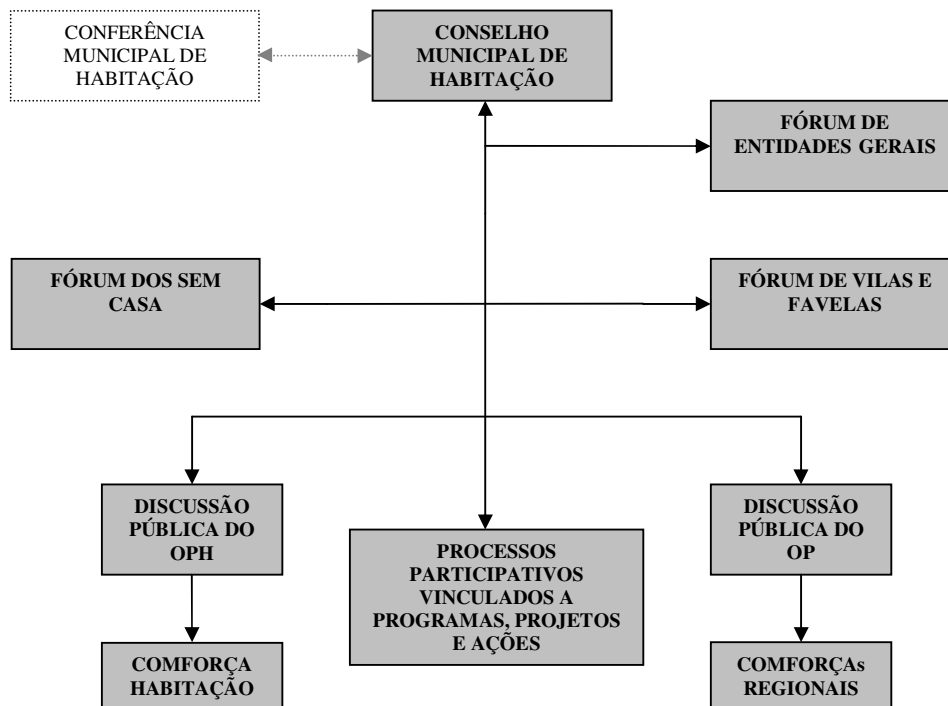 CONFERÊNCIA
MUNICIPAL DE
HABITAÇÃO
CONSELHO
MUNICIPAL DE
HABITAÇÃO
FÓRUM DE
ENTIDADES GERAIS
FÓRUM DOS SEM
CASA
FÓRUM DE VILAS E
FAVELAS
DISCUSSÃO
PÚBLICA DO
OPH
PROCESSOS
PARTICIPATIVOS
VINCULADOS A
PROGRAMAS, PROJETOS
E AÇÕES
DISCUSSÃO
PÚBLICA DO
OP
COMFORÇA
HABITAÇÃO
COMFORÇAs
REGIONAIS